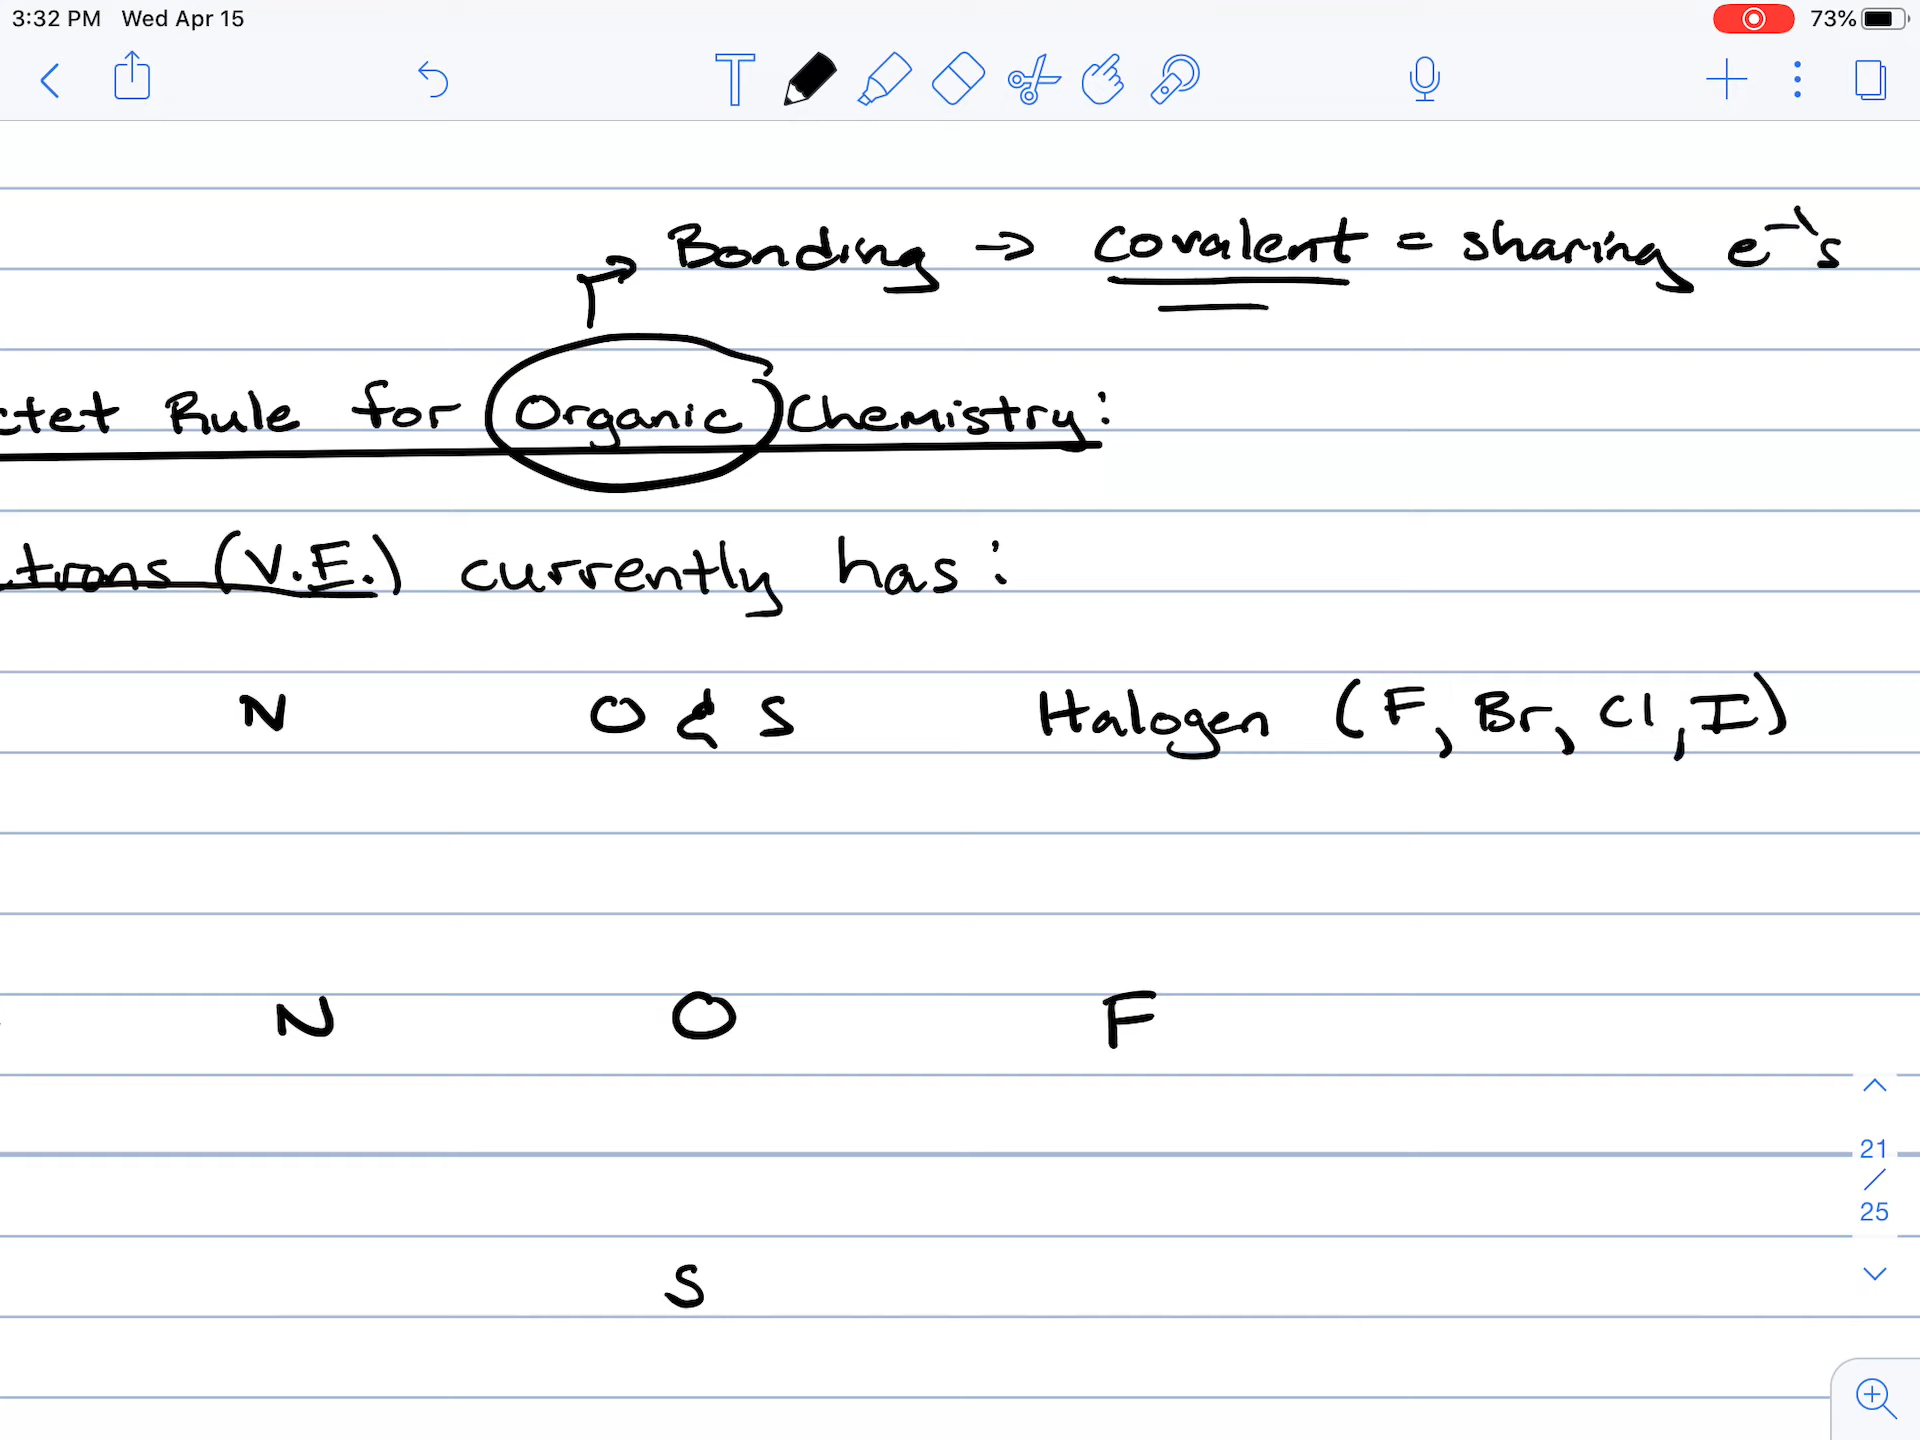 3:32 PM Wed Apr 15 73%
Bonding → covalent = sharing e⁻'s
ctet Rule for Organic Chemistry:
trons (V.E.) currently has:
N O & S Halogen (F, Br, Cl, I)
N O F
21
/
25
S